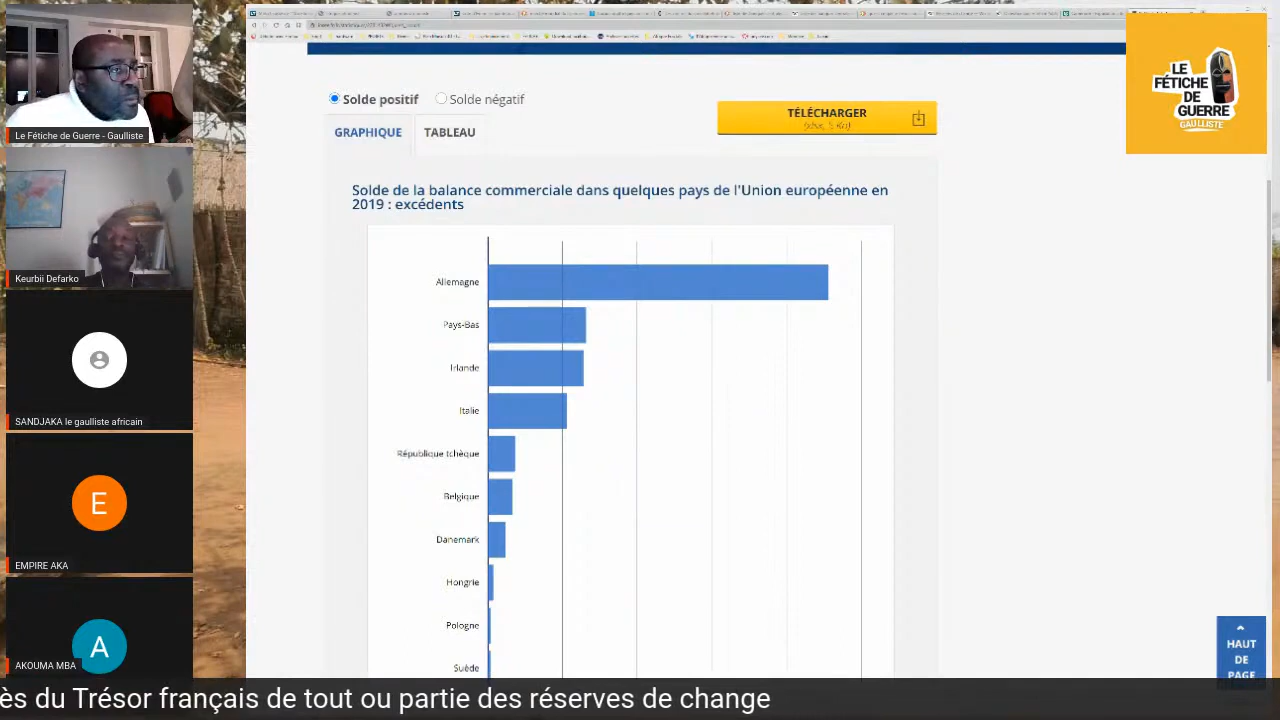 Le Fétiche de Guerre - Gaulliste
Keurbii Defarko
SANDJAKA le gaulliste africain
E
EMPIRE AKA
A
AKOUMA MBA
Solde positif
Solde négatif
TÉLÉCHARGER
GRAPHIQUE
TABLEAU
Solde de la balance commerciale dans quelques pays de l'Union européenne en
2019 : excédents
Allemagne
Pays-Bas
Irlande
Italie
République tchèque
Belgique
Danemark
Hongrie
Pologne
Suède
LE
FÉTICHE
DE
GUERRE
GAULLISTE
HAUT
DE
PAGE
ès du Trésor français de tout ou partie des réserves de change